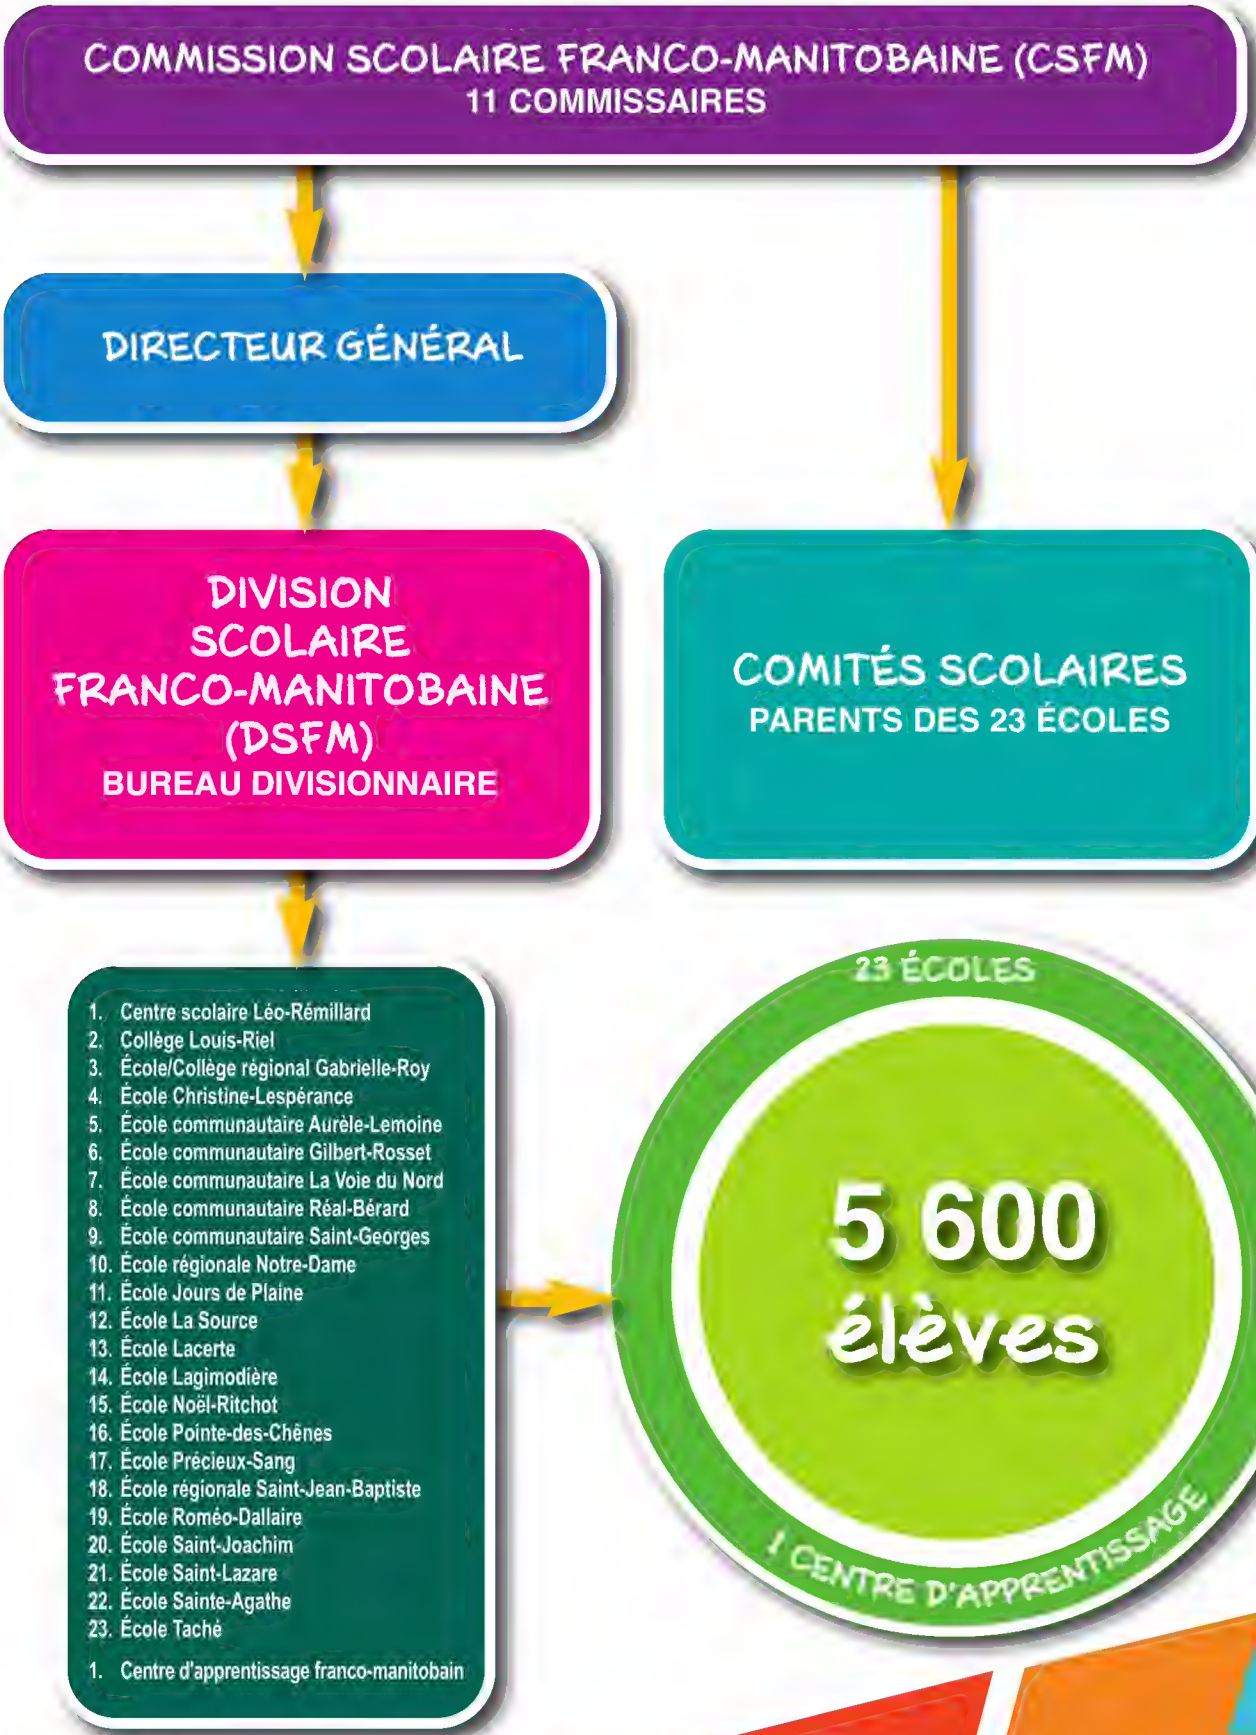 COMMISSION SCOLAIRE FRANCO-MANITOBAINE (CSFM)
11 COMMISSAIRES
DIRECTEUR GÉNÉRAL
DIVISION
SCOLAIRE
FRANCO-MANITOBAINE
(DSFM)
BUREAU DIVISIONNAIRE
COMITÉS SCOLAIRES
PARENTS DES 23 ÉCOLES
1. Centre scolaire Léo-Rémillard
2. Collège Louis-Riel
3. École/Collège régional Gabrielle-Roy
4. École Christine-Lespérance
5. École communautaire Aurèle-Lemoine
6. École communautaire Gilbert-Rosset
7. École communautaire La Voie du Nord
8. École communautaire Réal-Bérard
9. École communautaire Saint-Georges
10. École régionale Notre-Dame
11. École Jours de Plaine
12. École La Source
13. École Lacerte
14. École Lagimodière
15. École Noël-Ritchot
16. École Pointe-des-Chênes
17. École Précieux-Sang
18. École régionale Saint-Jean-Baptiste
19. École Roméo-Dallaire
20. École Saint-Joachim
21. École Saint-Lazare
22. École Sainte-Agathe
23. École Taché
1. Centre d'apprentissage franco-manitobain
23 ÉCOLES
5 600
élèves
1 CENTRE D'APPRENTISSAGE